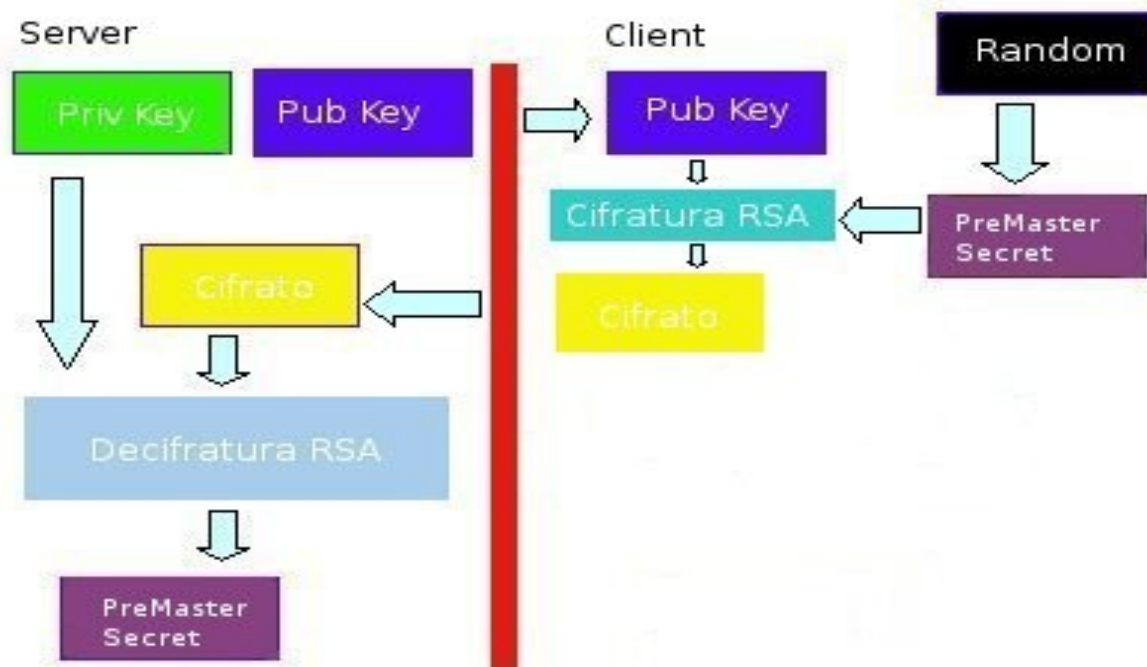 Server
Client
Random
Priv Key
Pub Key
Pub Key
Cifratura RSA
PreMaster
Secret
Cifrato
Cifrato
Decifratura RSA
PreMaster
Secret